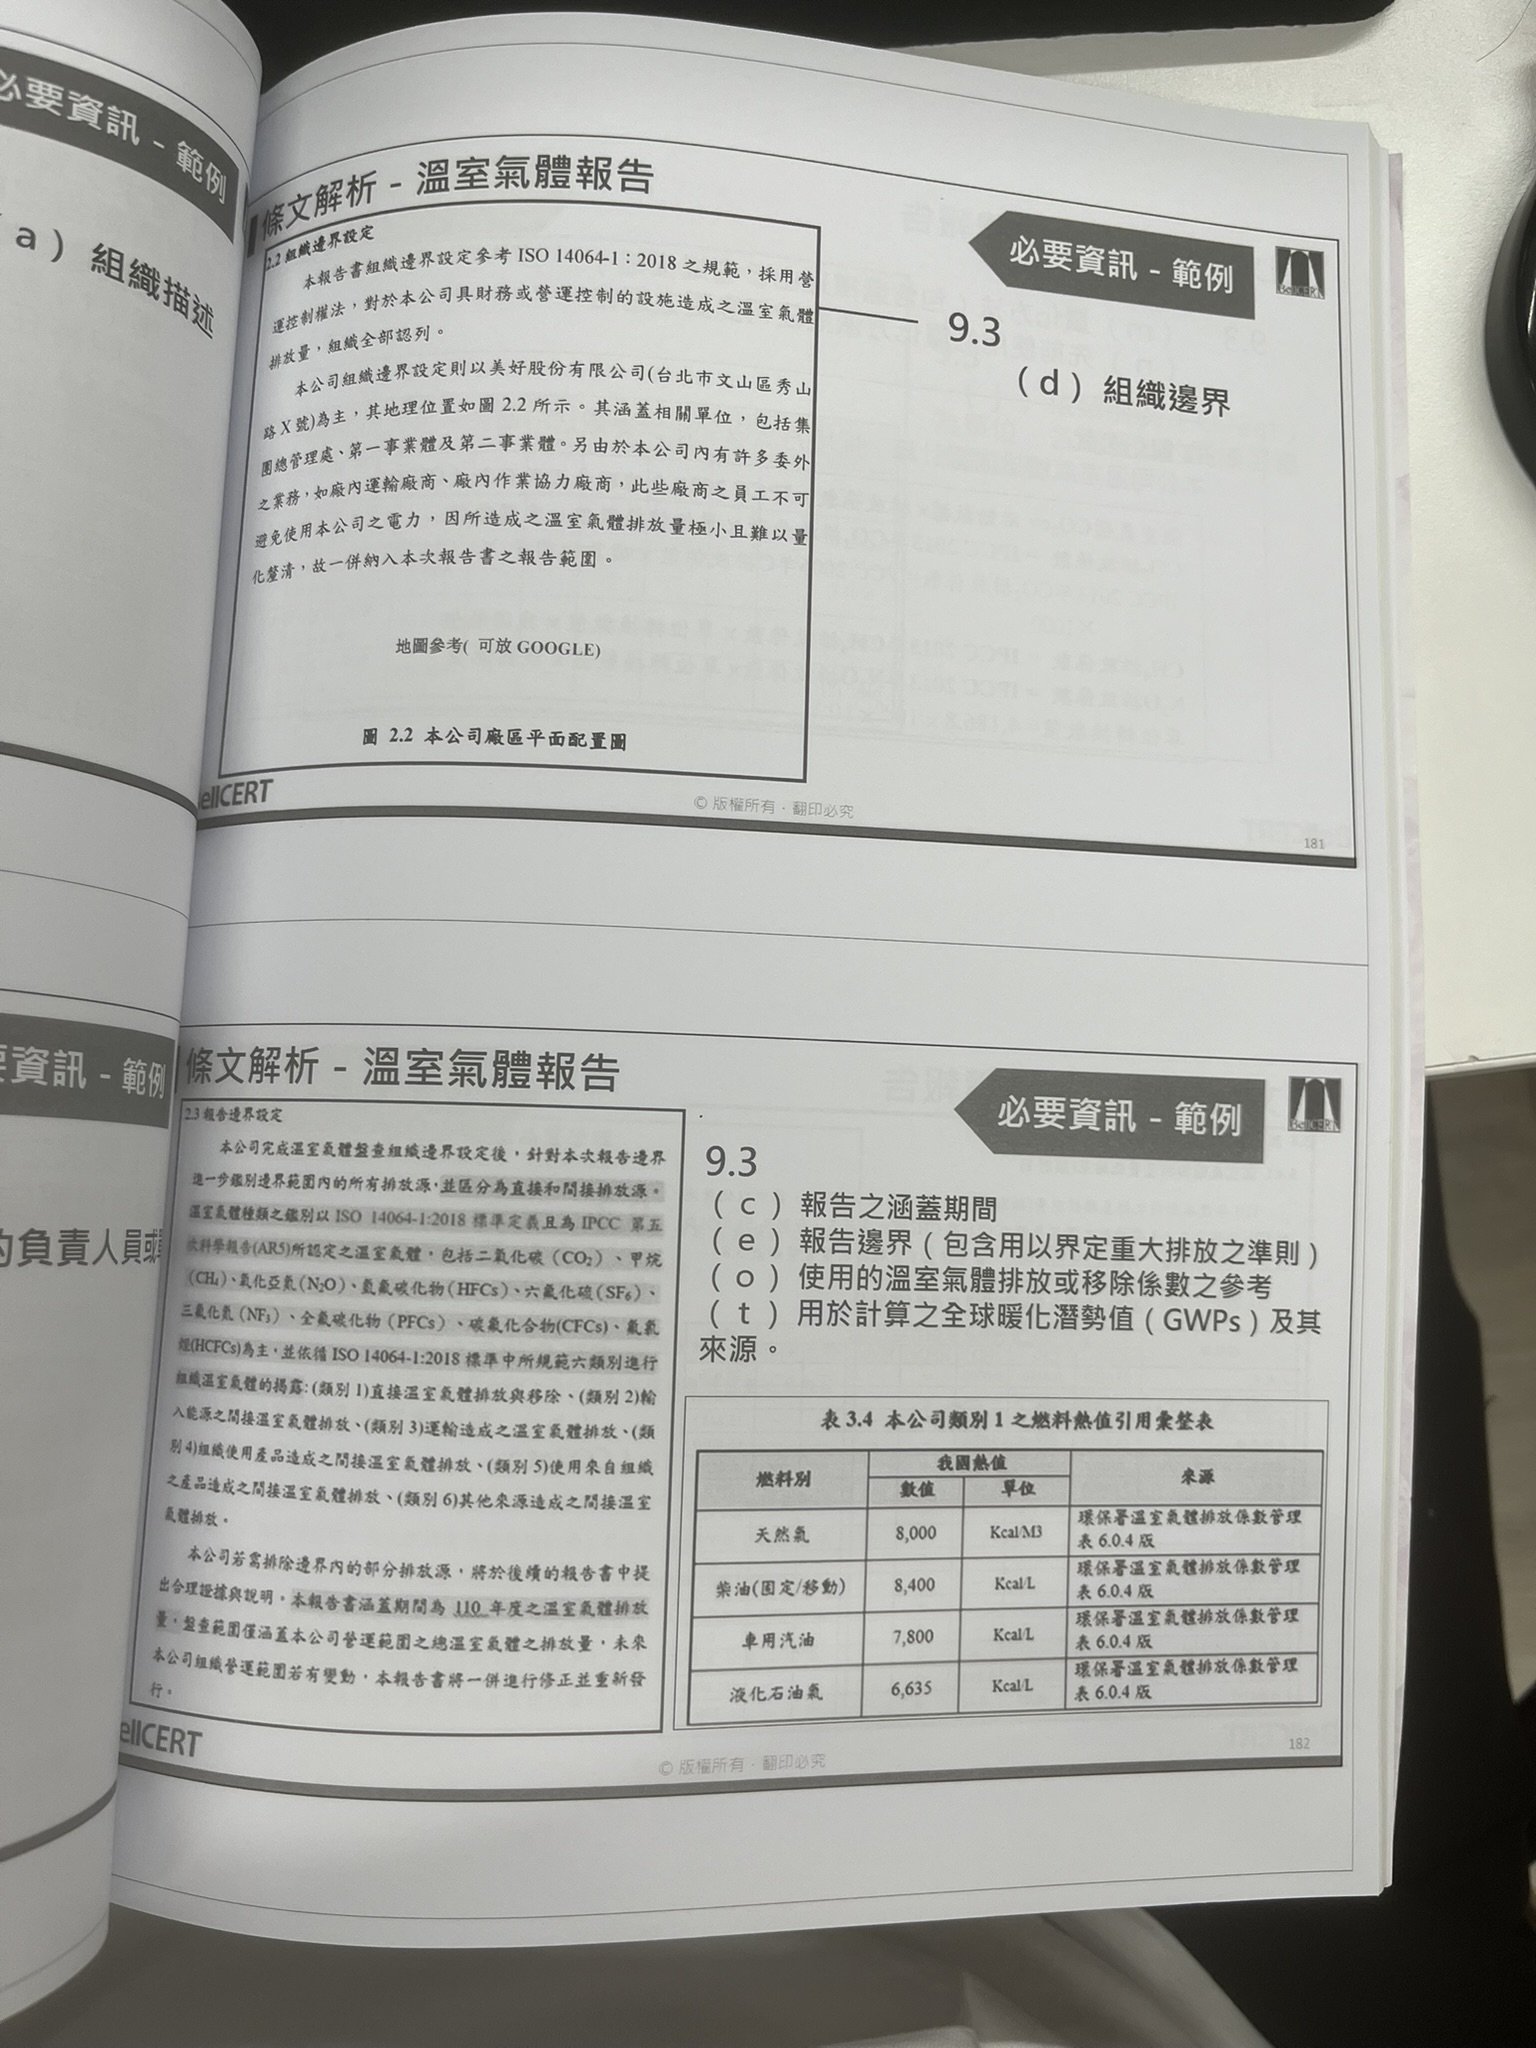 必要資訊 - 範例
（a） 組織描述
要資訊 - 範例
的負責人員或
條文解析 - 溫室氣體報告
2.2 組織邊界設定
本報告書組織邊界設定參考 ISO 14064-1：2018 之規範，採用營
運控制權法，對於本公司具財務或營運控制的設施造成之溫室氣體
排放量，組織全部認列。
本公司組織邊界設定則以美好股份有限公司(台北市文山區秀山
路 X 號)為主，其地理位置如圖 2.2 所示。其涵蓋相關單位，包括集
團總管理處、第一事業體及第二事業體。另由於本公司內有許多委外
之業務，如廠內運輸廠商、廠內作業協力廠商，此些廠商之員工不可
避免使用本公司之電力，因所造成之溫室氣體排放量極小且難以量
化釐清，故一併納入本次報告書之報告範圍。
地圖參考( 可放 GOOGLE)
圖 2.2 本公司廠區平面配置圖
必要資訊 - 範例
BellCERT
9.3
（d）組織邊界
ellCERT
© 版權所有．翻印必究
181
條文解析 - 溫室氣體報告
2.3 報告邊界設定
本公司完成溫室氣體盤查組織邊界設定後，針對本次報告邊界
進一步鑑別邊界範圍內的所有排放源，並區分為直接和間接排放源。
溫室氣體種類之鑑別以 ISO 14064-1:2018 標準定義且為 IPCC 第五
次科學報告(AR5)所認定之溫室氣體，包括二氧化碳（CO₂）、甲烷
（CH₄）、氧化亞氮（N₂O）、氫氟碳化物（HFCs）、六氟化硫（SF₆）、
三氟化氮（NF₃）、全氟碳化物（PFCs）、碳氟化合物(CFCs)、氟氯
烴(HCFCs)為主，並依循 ISO 14064-1:2018 標準中所規範六類別進行
組織溫室氣體的揭露：(類別 1)直接溫室氣體排放與移除、(類別 2)輸
入能源之間接溫室氣體排放、(類別 3)運輸造成之溫室氣體排放、(類
別 4)組織使用產品造成之間接溫室氣體排放、(類別 5)使用來自組織
之產品造成之間接溫室氣體排放、(類別 6)其他來源造成之間接溫室
氣體排放。
本公司若需排除邊界內的部分排放源，將於後續的報告書中提
出合理證據與說明。本報告書涵蓋期間為 110 年度之溫室氣體排放
量，盤查範圍僅涵蓋本公司營運範圍之總溫室氣體之排放量，未來
本公司組織營運範圍若有變動，本報告書將一併進行修正並重新發
行。
必要資訊 - 範例
BellCERT
9.3
（c）報告之涵蓋期間
（e）報告邊界（包含用以界定重大排放之準則）
（o）使用的溫室氣體排放或移除係數之參考
（t）用於計算之全球暖化潛勢值（GWPs）及其
來源。
表 3.4 本公司類別 1 之燃料熱值引用彙整表
燃料別 我國熱值 來源
數值 單位
天然氣 8,000 Kcal/M3 環保署溫室氣體排放係數管理
表 6.0.4 版
柴油(固定/移動) 8,400 Kcal/L 環保署溫室氣體排放係數管理
表 6.0.4 版
車用汽油 7,800 Kcal/L 環保署溫室氣體排放係數管理
表 6.0.4 版
液化石油氣 6,635 Kcal/L 環保署溫室氣體排放係數管理
表 6.0.4 版
ellCERT
© 版權所有．翻印必究
182